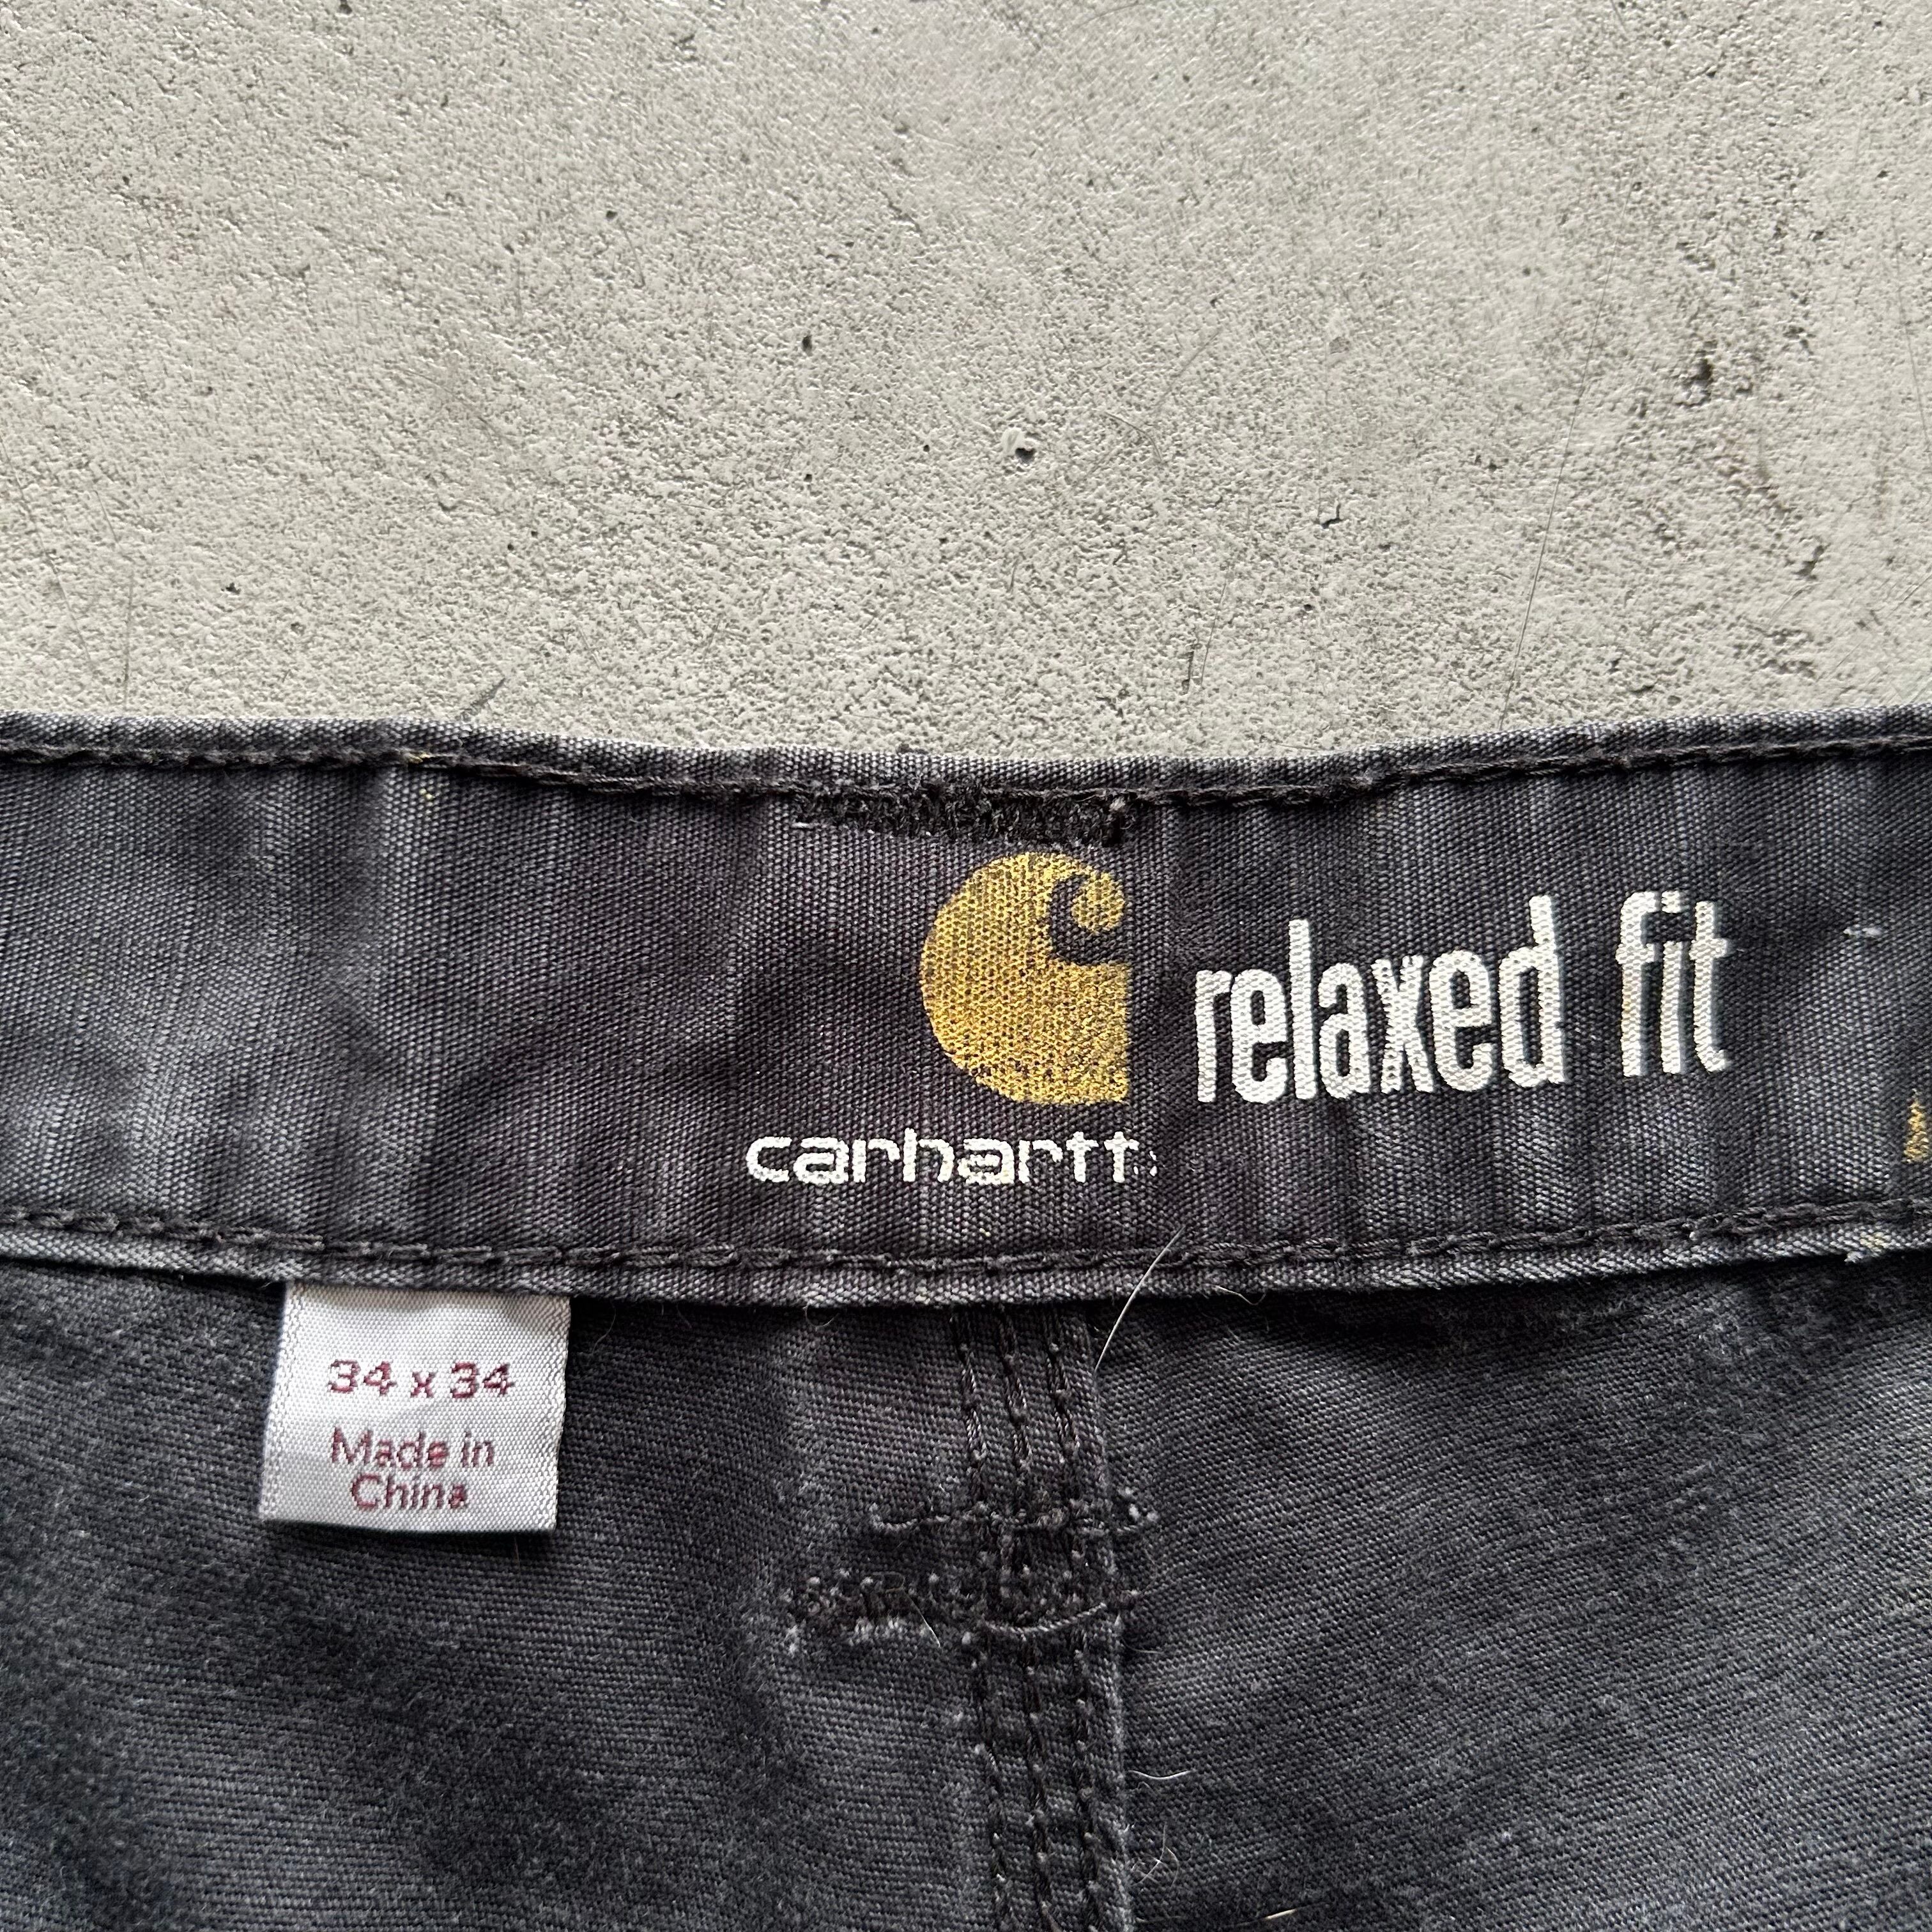 relaxed fit
carhartt
34 x 34
Made in
China